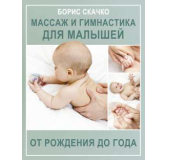 БОРИС СКАЧКО
МАССАЖ И ГИМНАСТИКА
ДЛЯ МАЛЫШЕЙ
ОТ РОЖДЕНИЯ ДО ГОДА